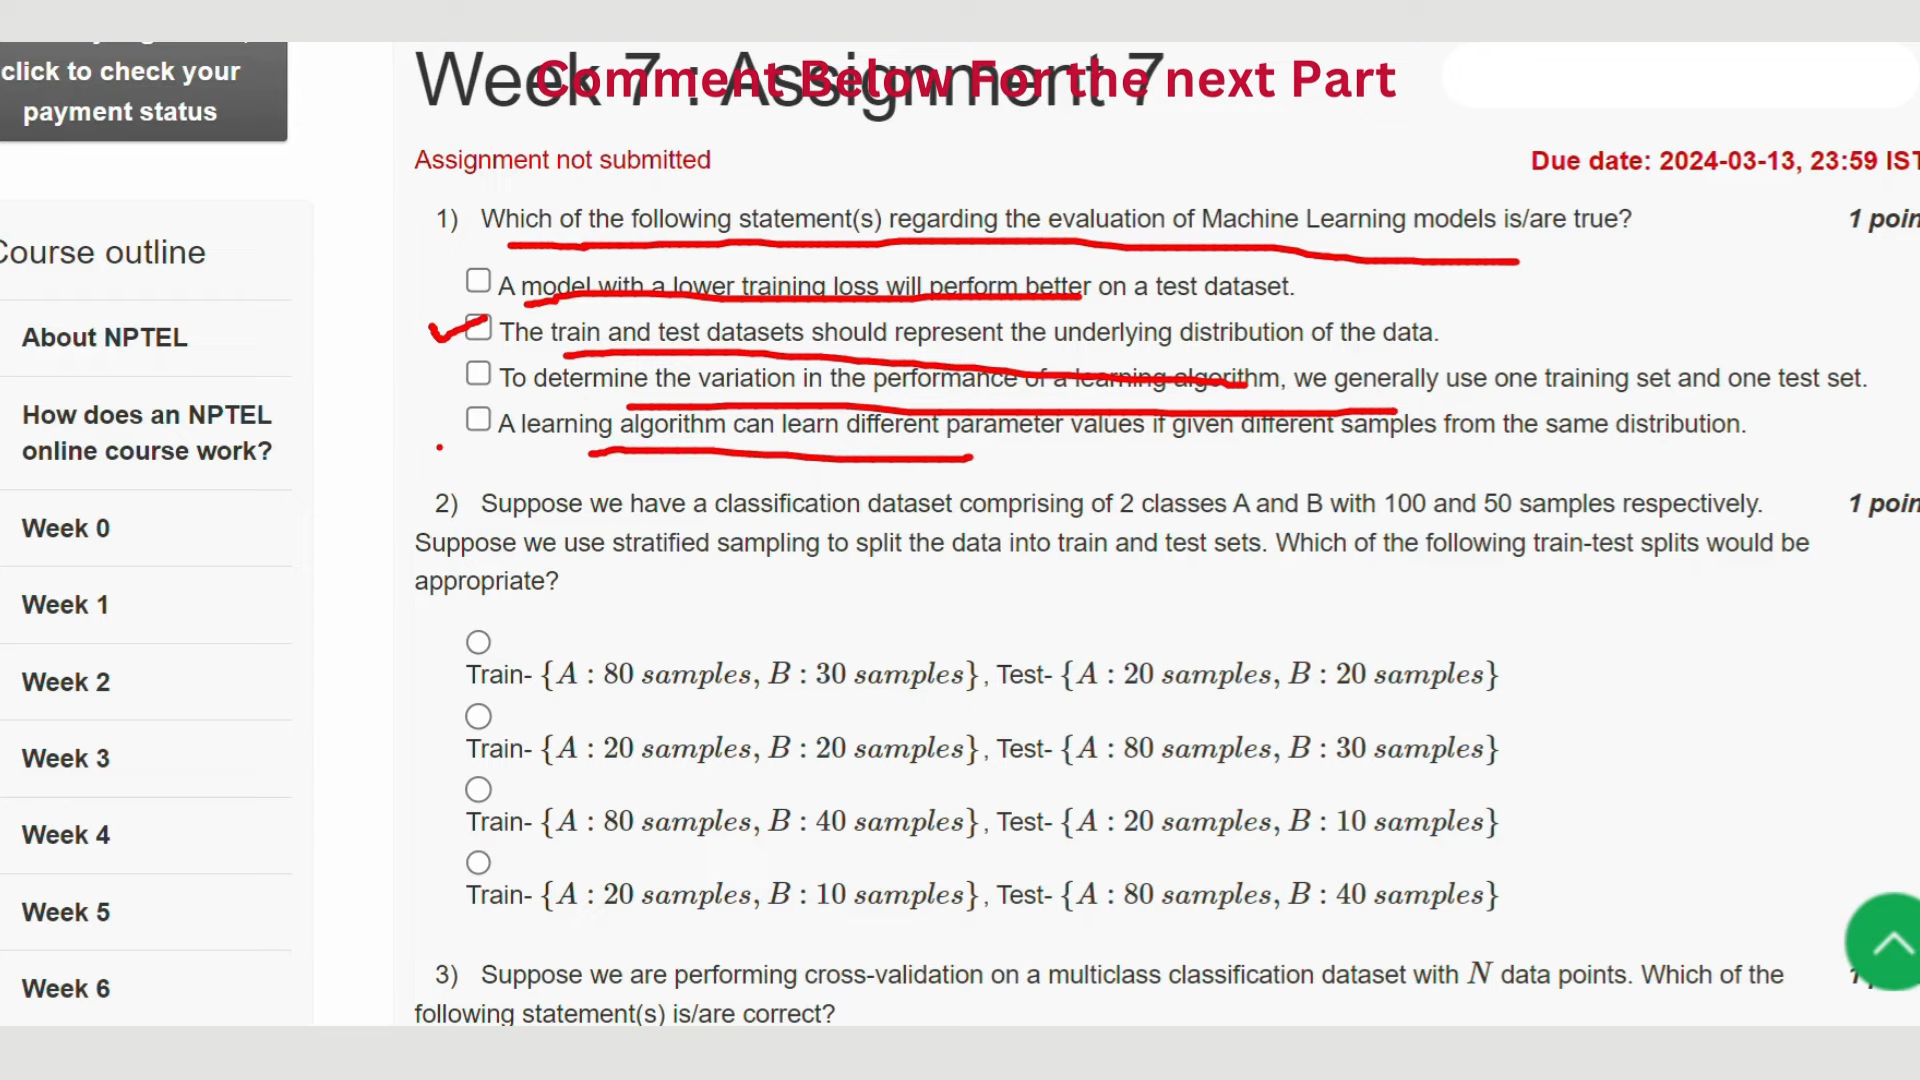 click to check your
payment status
Week 7 : Assignment 7
Comment Below For the next Part
Assignment not submitted
Due date: 2024-03-13, 23:59 IST
Course outline
About NPTEL
How does an NPTEL
online course work?
Week 0
Week 1
Week 2
Week 3
Week 4
Week 5
Week 6
1) Which of the following statement(s) regarding the evaluation of Machine Learning models is/are true? 1 poin
A model with a lower training loss will perform better on a test dataset.
The train and test datasets should represent the underlying distribution of the data.
To determine the variation in the performance of a learning algorithm, we generally use one training set and one test set.
A learning algorithm can learn different parameter values if given different samples from the same distribution.
2) Suppose we have a classification dataset comprising of 2 classes A and B with 100 and 50 samples respectively. 1 poin
Suppose we use stratified sampling to split the data into train and test sets. Which of the following train-test splits would be
appropriate?
Train- {A : 80 samples, B : 30 samples}, Test- {A : 20 samples, B : 20 samples}
Train- {A : 20 samples, B : 20 samples}, Test- {A : 80 samples, B : 30 samples}
Train- {A : 80 samples, B : 40 samples}, Test- {A : 20 samples, B : 10 samples}
Train- {A : 20 samples, B : 10 samples}, Test- {A : 80 samples, B : 40 samples}
3) Suppose we are performing cross-validation on a multiclass classification dataset with N data points. Which of the
following statement(s) is/are correct?